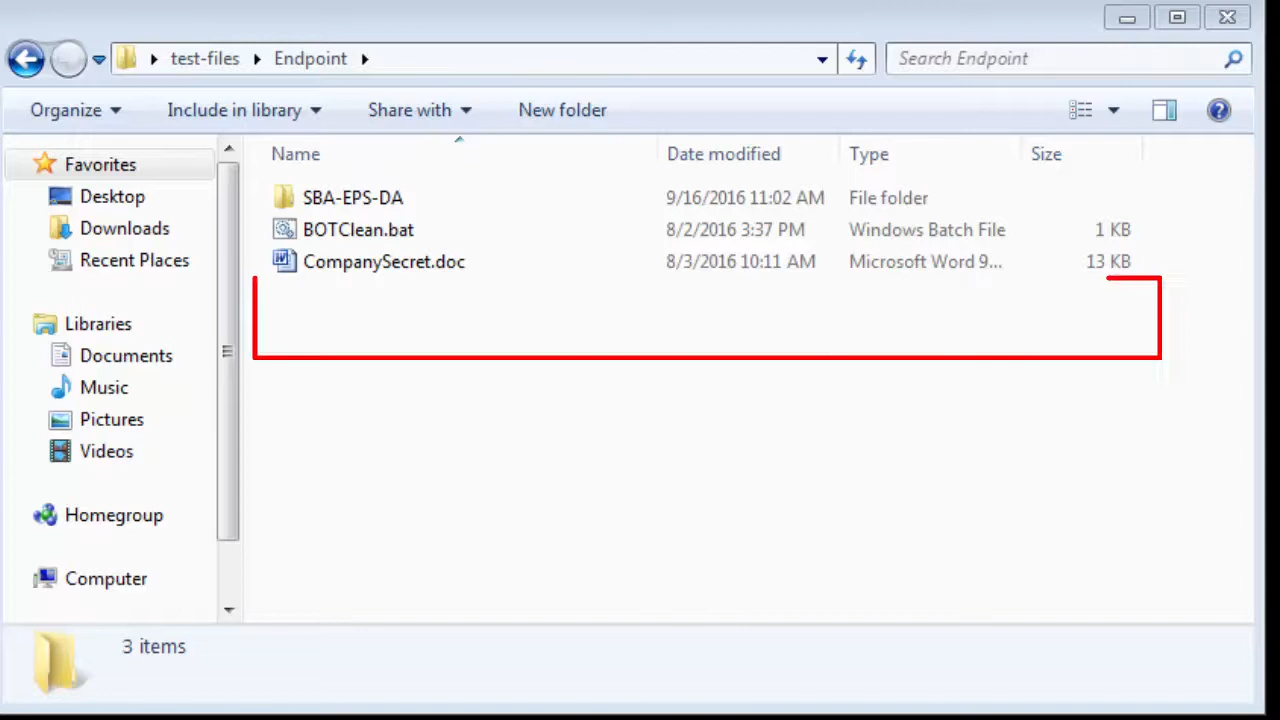 test-files Endpoint Search Endpoint
Organize Include in library Share with New folder
Name Date modified Type Size
Favorites
Desktop
Downloads
Recent Places
Libraries
Documents
Music
Pictures
Videos
Homegroup
Computer
SBA-EPS-DA 9/16/2016 11:02 AM File folder
BOTClean.bat 8/2/2016 3:37 PM Windows Batch File 1 KB
CompanySecret.doc 8/3/2016 10:11 AM Microsoft Word 9... 13 KB
3 items